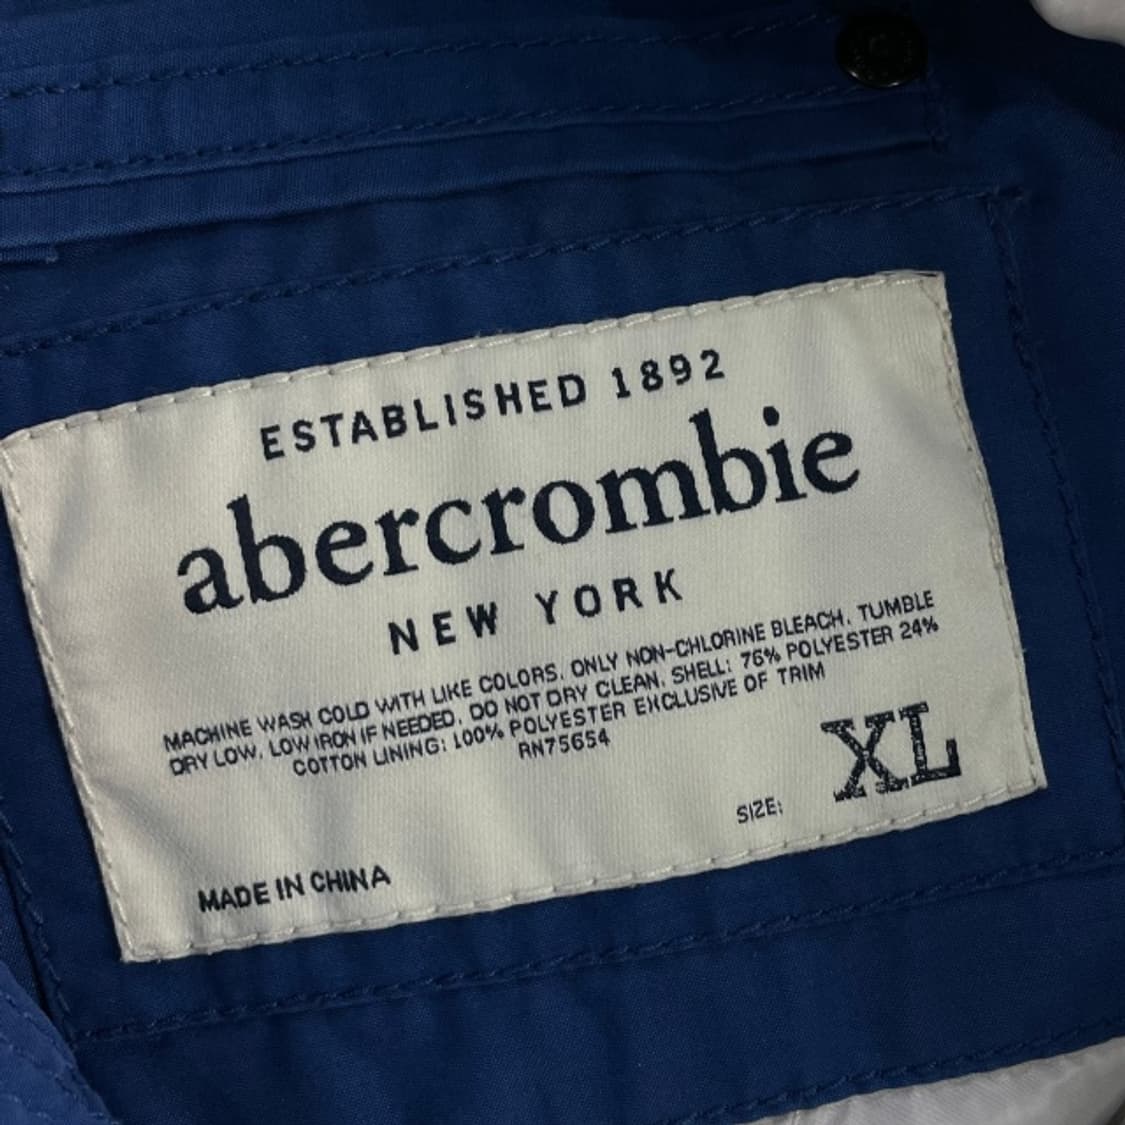 ESTABLISHED 1892
abercrombie
NEW YORK
MACHINE WASH COLD WITH LIKE COLORS. ONLY NON-CHLORINE BLEACH. TUMBLE
DRY LOW. LOW IRON IF NEEDED. DO NOT DRY CLEAN. SHELL: 76% POLYESTER 24%
COTTON LINING: 100% POLYESTER EXCLUSIVE OF TRIM
RN75654
SIZE: XL
MADE IN CHINA